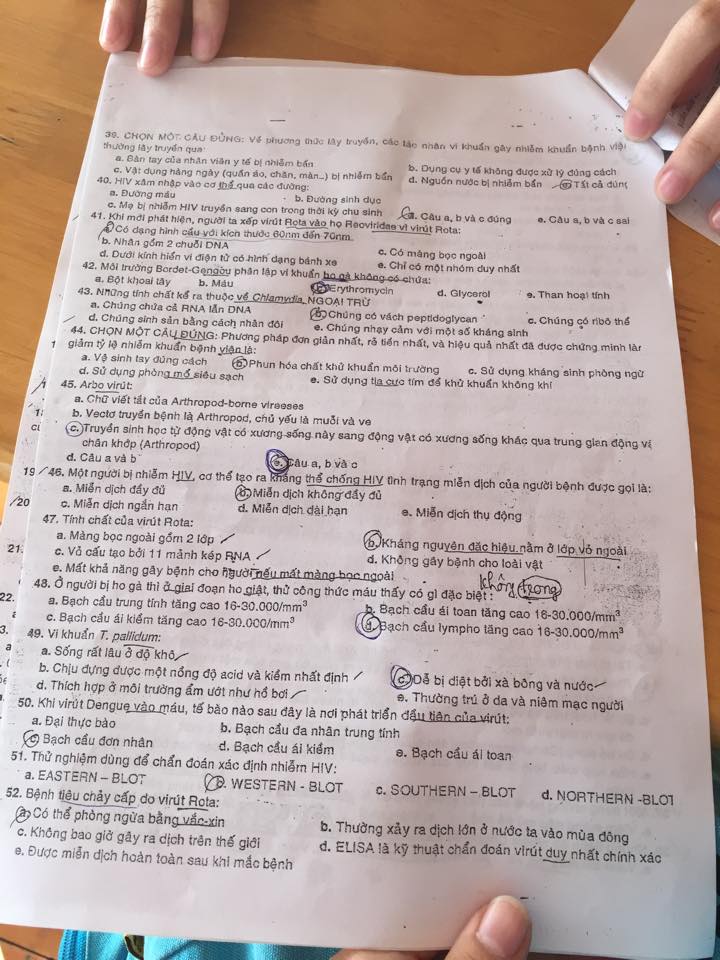 39. CHỌN MỘT CÂU ĐÚNG: Về phương thức lây truyền, các tác nhân vi khuẩn gây nhiễm khuẩn bệnh viện
thường lây truyền qua:
a. Bàn tay của nhân viên y tế bị nhiễm bẩn b. Dụng cụ y tế không được xử lý đúng cách
c. Vật dụng hàng ngày (quần áo, chăn, màn..) bị nhiễm bẩn d. Nguồn nước bị nhiễm bẩn e. Tất cả đúng
40. HIV xâm nhập vào cơ thể qua các đường:
a. Đường máu b. Đường sinh dục
c. Mẹ bị nhiễm HIV truyền sang con trong thời kỳ chu sinh d. Câu a, b và c đúng e. Câu a, b và c sai
41. Khi mới phát hiện, người ta xếp virút Rota vào họ Reoviridae vì virút Rota:
a. Có dạng hình cầu với kích thước 60nm đến 70nm
b. Nhân gồm 2 chuỗi DNA c. Có màng bọc ngoài
d. Dưới kính hiển vi điện tử có hình dạng bánh xe e. Chỉ có một nhóm duy nhất
42. Môi trường Bordet-Gengou phân lập vi khuẩn ho gà không có chứa:
a. Bột khoai tây b. Máu c. Erythromycin d. Glycerol e. Than hoạt tính
43. Những tính chất kể ra thuộc về Chlamydia, NGOẠI TRỪ
a. Chúng chứa cả RNA lẫn DNA b. Chúng có vách peptidoglycan c. Chúng có ribô thể
d. Chúng sinh sản bằng cách nhân đôi e. Chúng nhạy cảm với một số kháng sinh
44. CHỌN MỘT CÂU ĐÚNG: Phương pháp đơn giản nhất, rẻ tiền nhất, và hiệu quả nhất đã được chứng minh làm
giảm tỷ lệ nhiễm khuẩn bệnh viện là:
a. Vệ sinh tay đúng cách b. Phun hóa chất khử khuẩn môi trường c. Sử dụng kháng sinh phòng ngừ
d. Sử dụng phòng mổ siêu sạch e. Sử dụng tia cực tím để khử khuẩn không khí
45. Arbo virút:
a. Chữ viết tắt của Arthropod-borne vireeses
b. Vectơ truyền bệnh là Arthropod, chủ yếu là muỗi và ve
c. Truyền sinh học từ động vật có xương sống này sang động vật có xương sống khác qua trung gian động vậ
chân khớp (Arthropod)
d. Câu a và b e. Câu a, b và c
19 46. Một người bị nhiễm HIV, cơ thể tạo ra kháng thể chống HIV tình trạng miễn dịch của người bệnh được gọi là:
a. Miễn dịch đầy đủ b. Miễn dịch không đầy đủ
c. Miễn dịch ngắn hạn d. Miễn dịch dài hạn e. Miễn dịch thụ động
20
47. Tính chất của virút Rota:
a. Màng bọc ngoài gồm 2 lớp b. Kháng nguyên đặc hiệu nằm ở lớp vỏ ngoài
21. c. Vỏ cấu tạo bởi 11 mảnh kép RNA d. Không gây bệnh cho loài vật
e. Mất khả năng gây bệnh cho người nếu mất màng bọc ngoài
không trong
48. Ở người bị ho gà thì ở giai đoạn ho giật, thử công thức máu thấy có gì đặc biệt:
22. a. Bạch cầu trung tính tăng cao 16-30.000/mm³ b. Bạch cầu ái toan tăng cao 16-30.000/mm³
c. Bạch cầu ái kiềm tăng cao 16-30.000/mm³ d. Bạch cầu lympho tăng cao 16-30.000/mm³
49. Vi khuẩn T. pallidum:
a. Sống rất lâu ở độ khô
b. Chịu đựng được một nồng độ acid và kiềm nhất định c. Dễ bị diệt bởi xà bông và nước
d. Thích hợp ở môi trường ẩm ướt như hồ bơi e. Thường trú ở da và niêm mạc người
50. Khi virút Dengue vào máu, tế bào nào sau đây là nơi phát triển đầu tiên của virút:
a. Đại thực bào b. Bạch cầu đa nhân trung tính
c. Bạch cầu đơn nhân d. Bạch cầu ái kiềm e. Bạch cầu ái toan
51. Thử nghiệm dùng để chẩn đoán xác định nhiễm HIV:
a. EASTERN – BLOT b. WESTERN - BLOT c. SOUTHERN – BLOT d. NORTHERN -BLOT
52. Bệnh tiêu chảy cấp do virút Rota:
a. Có thể phòng ngừa bằng vắc-xin b. Thường xảy ra dịch lớn ở nước ta vào mùa đông
c. Không bao giờ gây ra dịch trên thế giới d. ELISA là kỹ thuật chẩn đoán virút duy nhất chính xác
e. Được miễn dịch hoàn toàn sau khi mắc bệnh